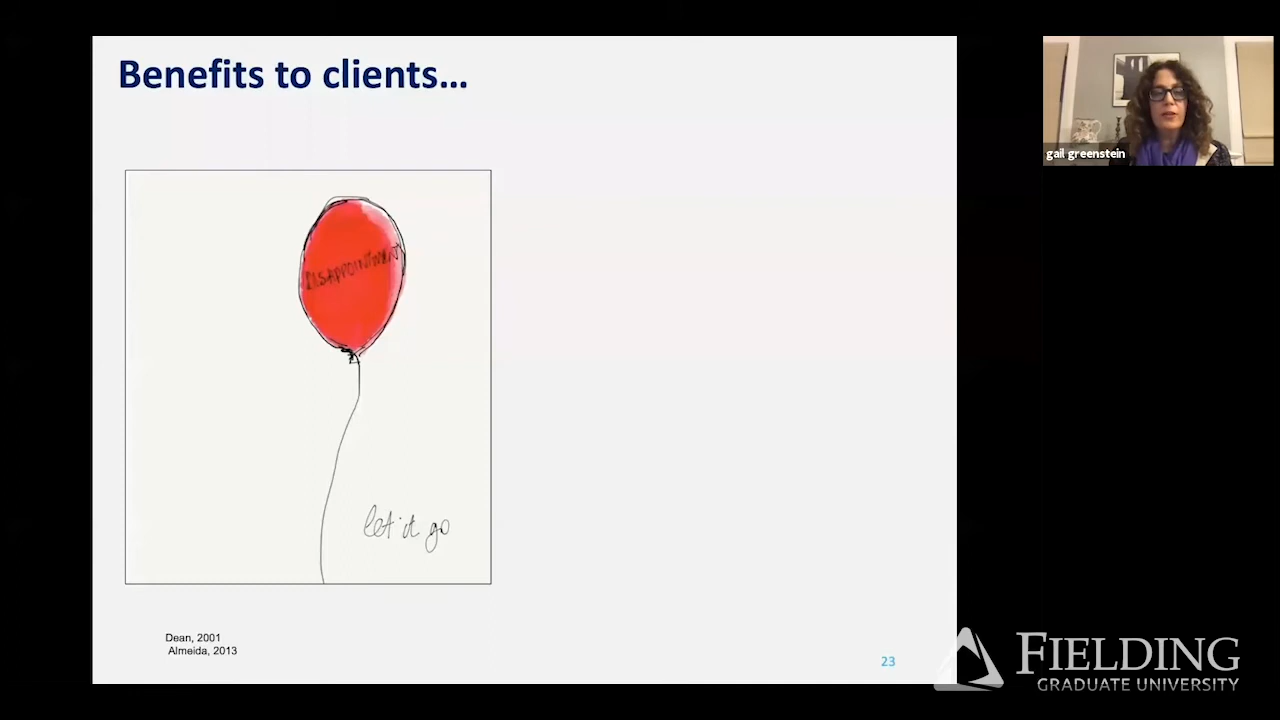 Benefits to clients...
gail greenstein
DISAPPOINTMENT
let it go
Dean, 2001
Almeida, 2013
23
FIELDING
GRADUATE UNIVERSITY